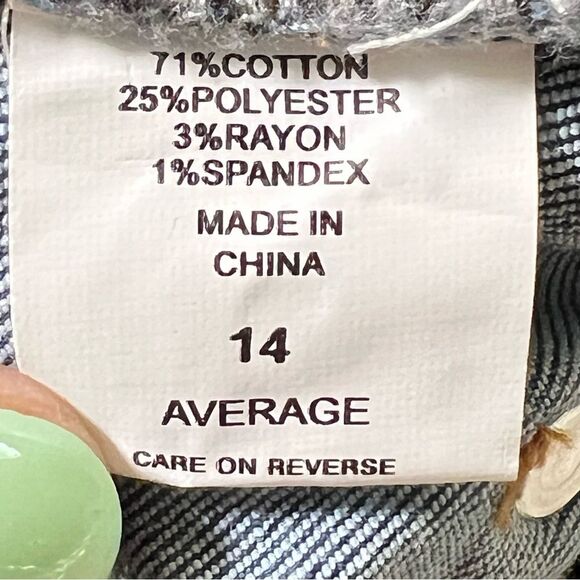 71%COTTON
25%POLYESTER
3%RAYON
1%SPANDEX
MADE IN
CHINA
14
AVERAGE
CARE ON REVERSE